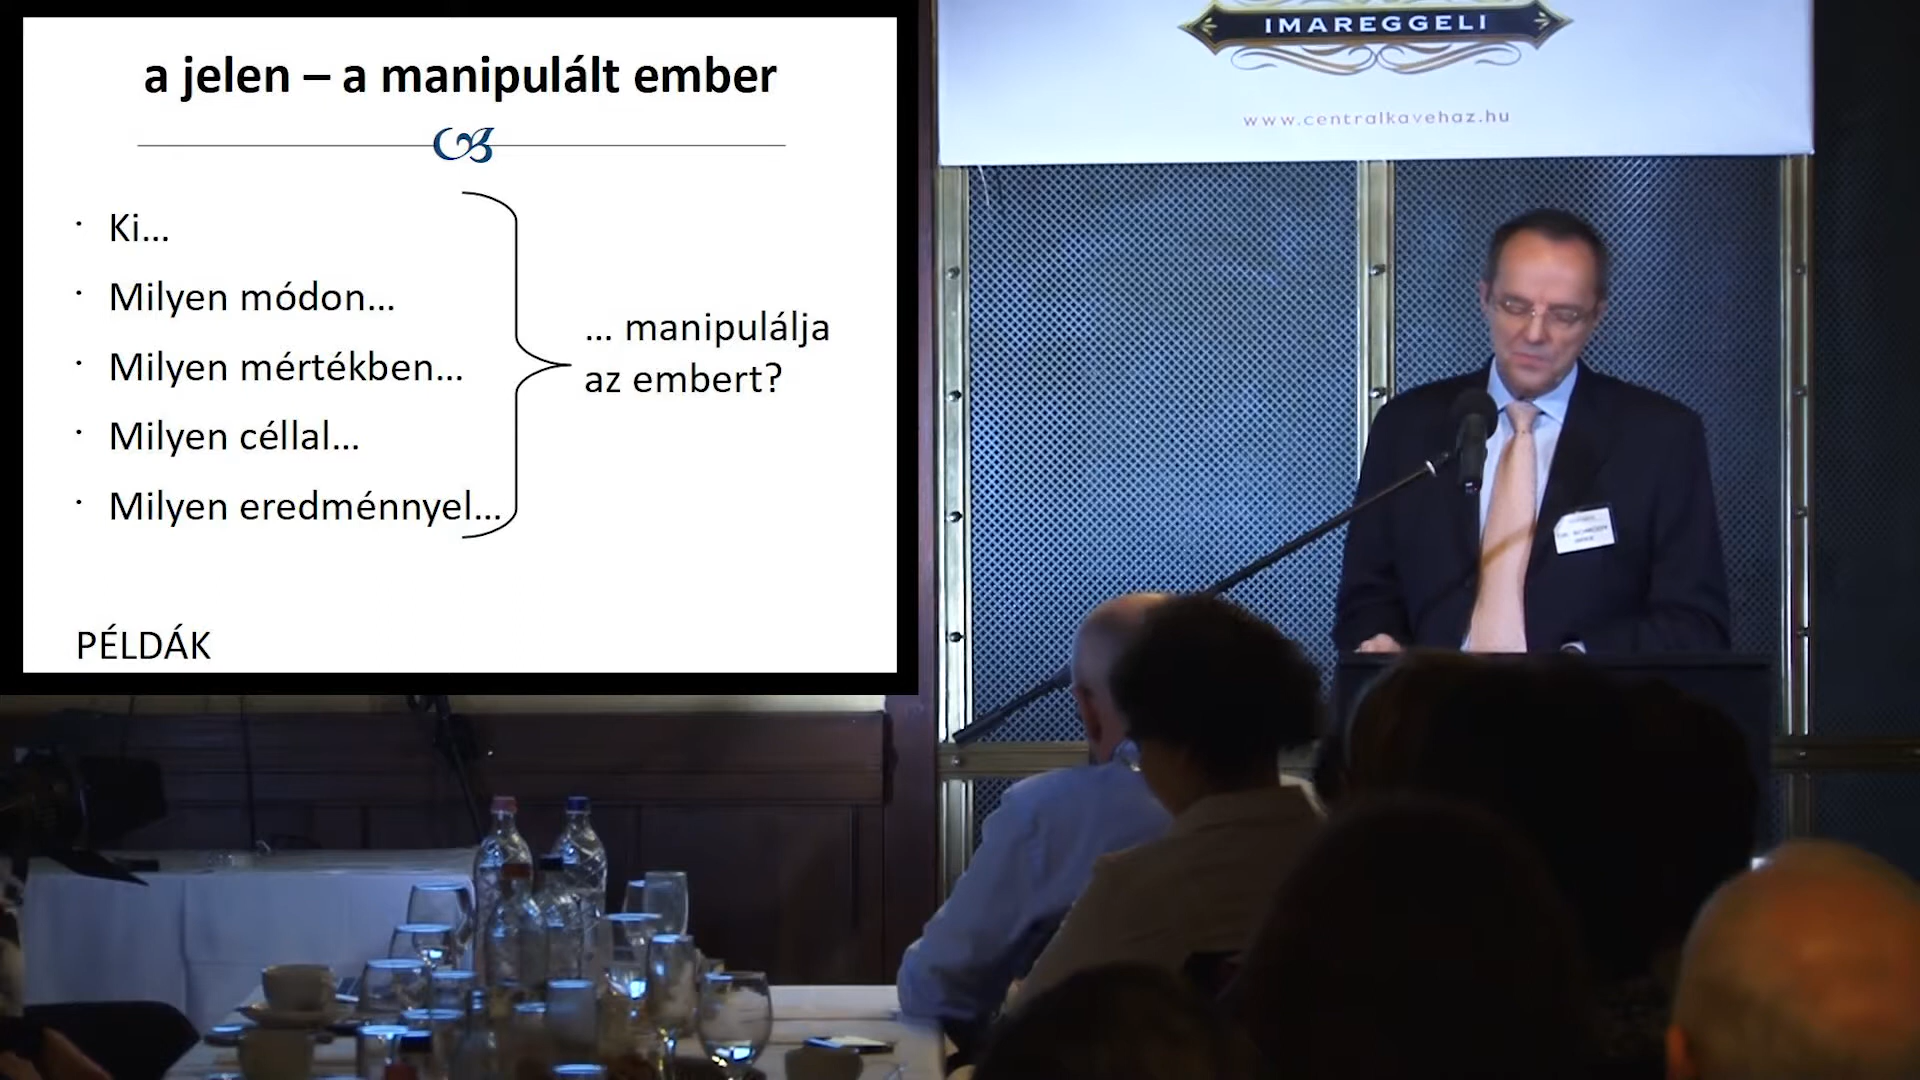 a jelen – a manipulált ember
· Ki...
· Milyen módon...
· Milyen mértékben...
· Milyen céllal...
· Milyen eredménnyel...
... manipulálja
az embert?
PÉLDÁK
IMAREGGELI
www.centralkavehaz.hu